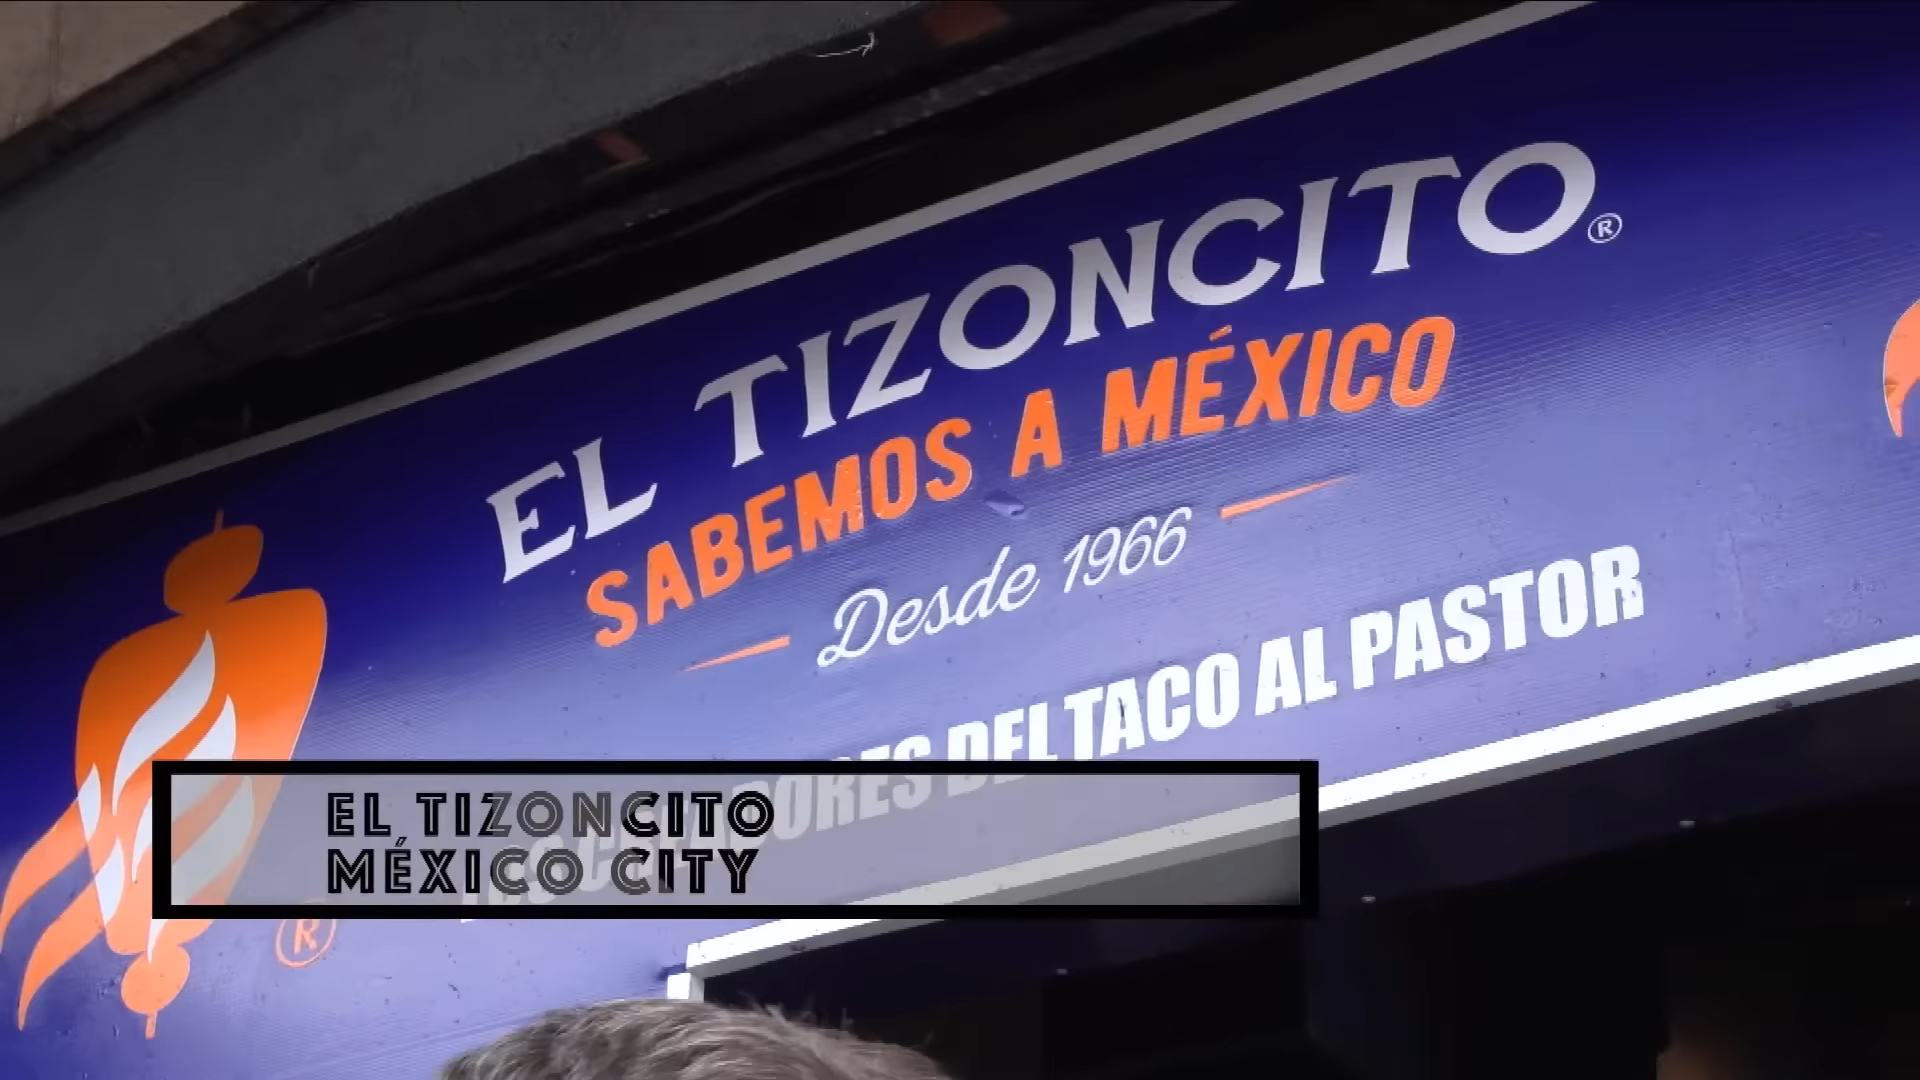 EL TIZONCITO®
SABEMOS A MÉXICO
Desde 1966
DEL TACO AL PASTOR
®
EL TIZONCITO
MÉXICO CITY